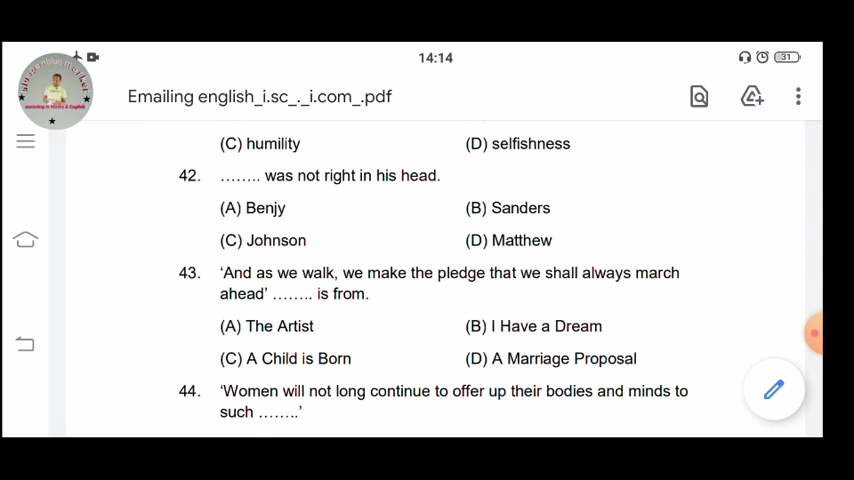 14:14
31
Emailing english_i.sc_._i.com_.pdf
(C) humility (D) selfishness
42. …….. was not right in his head.
(A) Benjy (B) Sanders
(C) Johnson (D) Matthew
43. ‘And as we walk, we make the pledge that we shall always march
ahead’ …….. is from.
(A) The Artist (B) I Have a Dream
(C) A Child is Born (D) A Marriage Proposal
44. ‘Women will not long continue to offer up their bodies and minds to
such ……..’